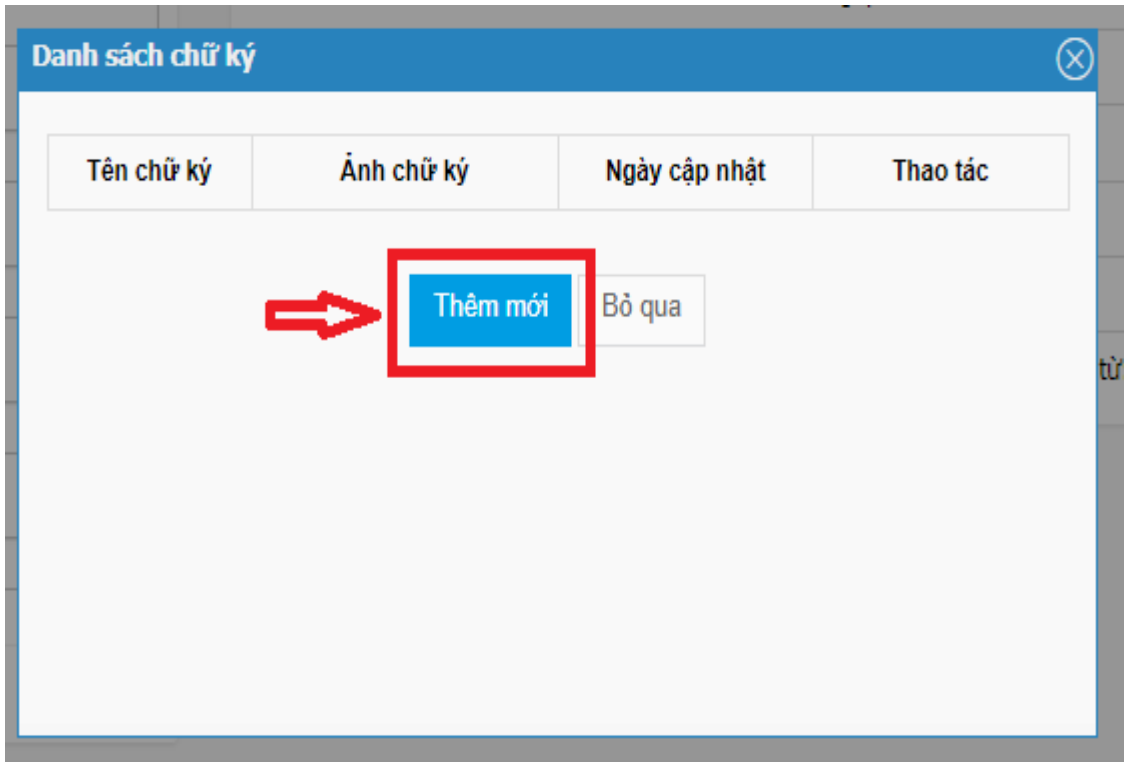 Danh sách chữ ký
Tên chữ ký Ảnh chữ ký Ngày cập nhật Thao tác
Thêm mới Bỏ qua
từ